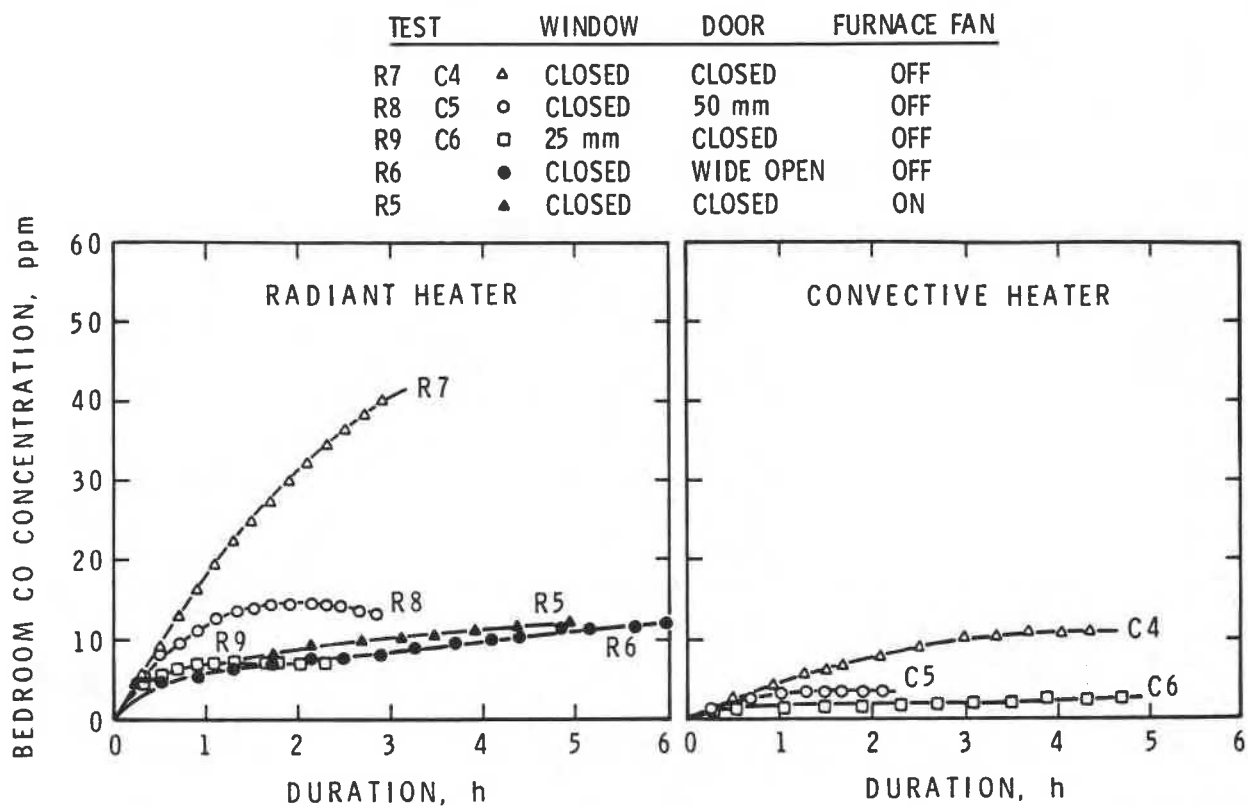 TEST WINDOW DOOR FURNACE FAN
R7 C4 CLOSED CLOSED OFF
R8 C5 CLOSED 50 mm OFF
R9 C6 25 mm CLOSED OFF
R6 CLOSED WIDE OPEN OFF
R5 CLOSED CLOSED ON
BEDROOM CO CONCENTRATION, ppm
60
50
40
30
20
10
0
RADIANT HEATER
R7
R8
R9
R5
R6
0 1 2 3 4 5 6
DURATION, h
CONVECTIVE HEATER
C4
C5
C6
0 1 2 3 4 5 6
DURATION, h